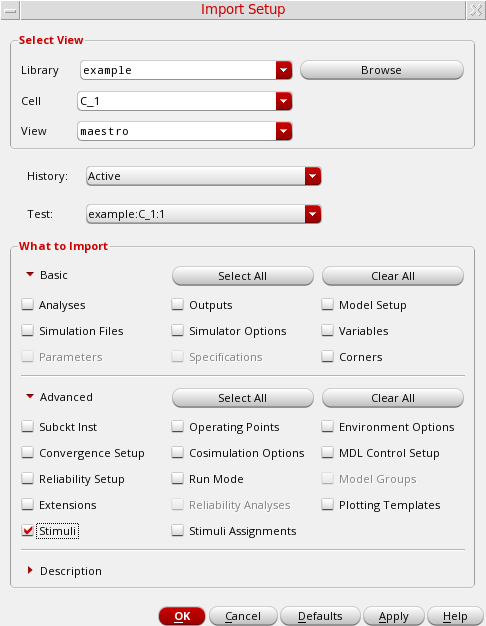 Import Setup
Select View
Library example Browse
Cell C_1
View maestro
History: Active
Test: example:C_1:1
What to Import
Basic Select All Clear All
Analyses Outputs Model Setup
Simulation Files Simulator Options Variables
Parameters Specifications Corners
Advanced Select All Clear All
Subckt Inst Operating Points Environment Options
Convergence Setup Cosimulation Options MDL Control Setup
Reliability Setup Run Mode Model Groups
Extensions Reliability Analyses Plotting Templates
Stimuli Stimuli Assignments
Description
OK Cancel Defaults Apply Help